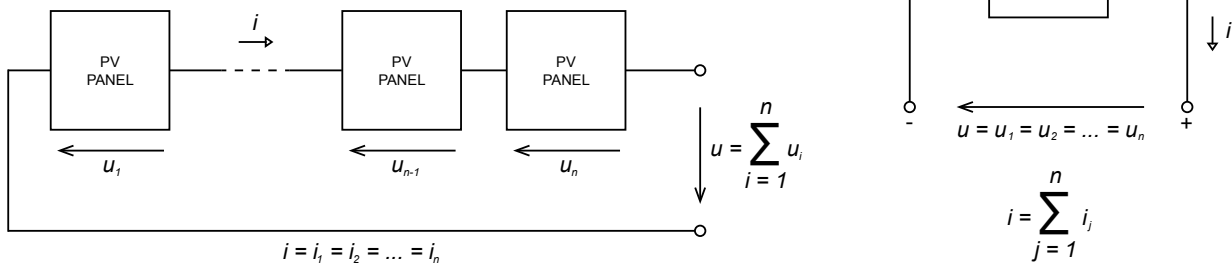 i
PV
PANEL
PV
PANEL
PV
PANEL
u₁
uₙ₋₁
uₙ
u = ∑ uᵢ
n
i = 1
i = i₁ = i₂ = ... = iₙ
i
-
+
u = u₁ = u₂ = ... = uₙ
n
i = ∑ iⱼ
j = 1